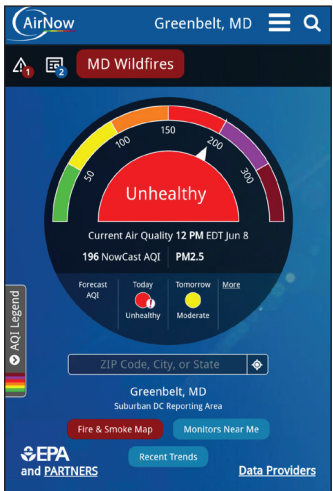 AirNow
Greenbelt, MD
1
2
MD Wildfires
50
100
150
200
300
Unhealthy
Current Air Quality 12 PM EDT Jun 8
196 NowCast AQI PM2.5
Forecast AQI
Today
Unhealthy
Tomorrow
Moderate
More
AQI Legend
ZIP Code, City, or State
Greenbelt, MD
Suburban DC Reporting Area
Fire & Smoke Map
Monitors Near Me
Recent Trends
EPA
and PARTNERS
Data Providers